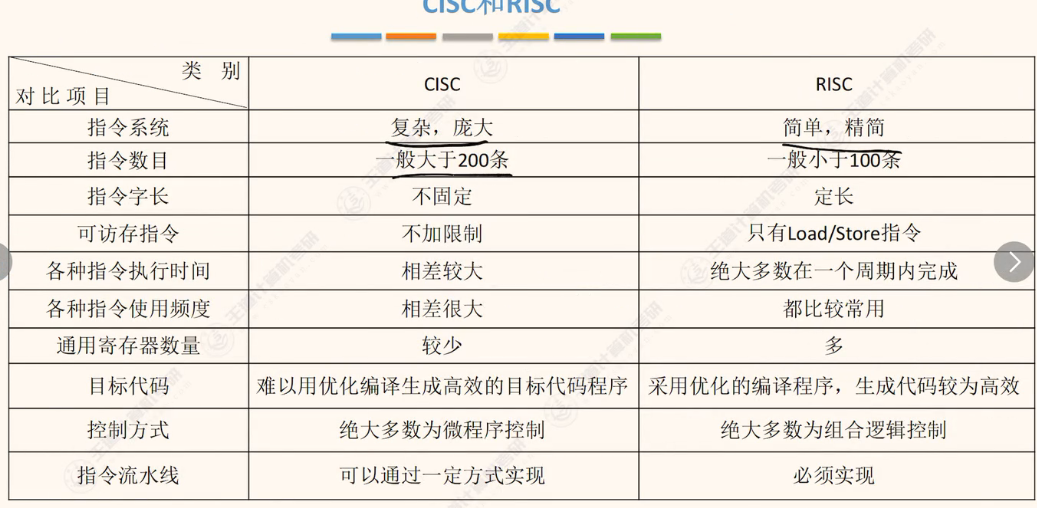 CISC和RISC
类 别
对比项目
CISC
RISC
指令系统
复杂，庞大
简单，精简
指令数目
一般大于200条
一般小于100条
指令字长
不固定
定长
可访存指令
不加限制
只有Load/Store指令
各种指令执行时间
相差较大
绝大多数在一个周期内完成
各种指令使用频度
相差很大
都比较常用
通用寄存器数量
较少
多
目标代码
难以用优化编译生成高效的目标代码程序
采用优化的编译程序，生成代码较为高效
控制方式
绝大多数为微程序控制
绝大多数为组合逻辑控制
指令流水线
可以通过一定方式实现
必须实现